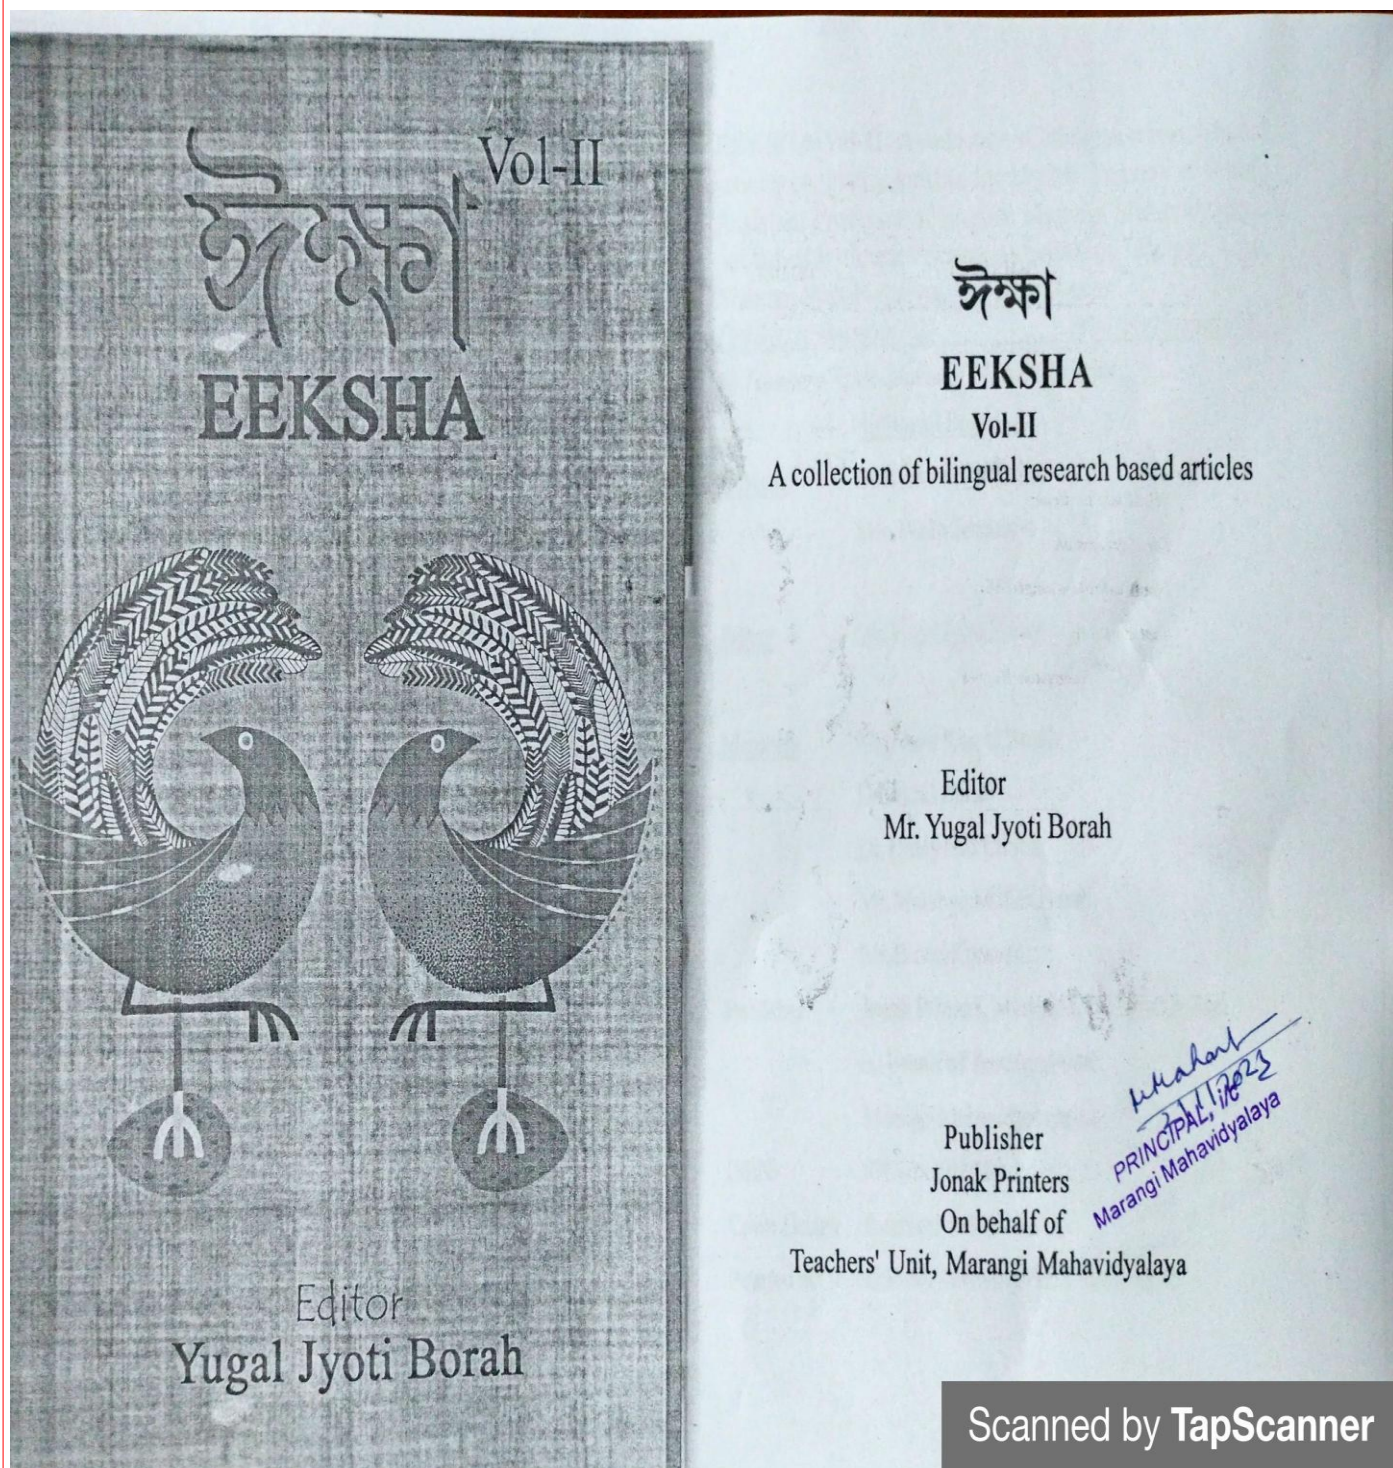 Vol-II
ঈক্ষা
EEKSHA
Editor
Yugal Jyoti Borah
ঈক্ষা
EEKSHA
Vol-II
A collection of bilingual research based articles
Editor
Mr. Yugal Jyoti Borah
PRINCIPAL, i/c
Marangi Mahavidyalaya
Publisher
Jonak Printers
On behalf of
Teachers' Unit, Marangi Mahavidyalaya
Scanned by TapScanner